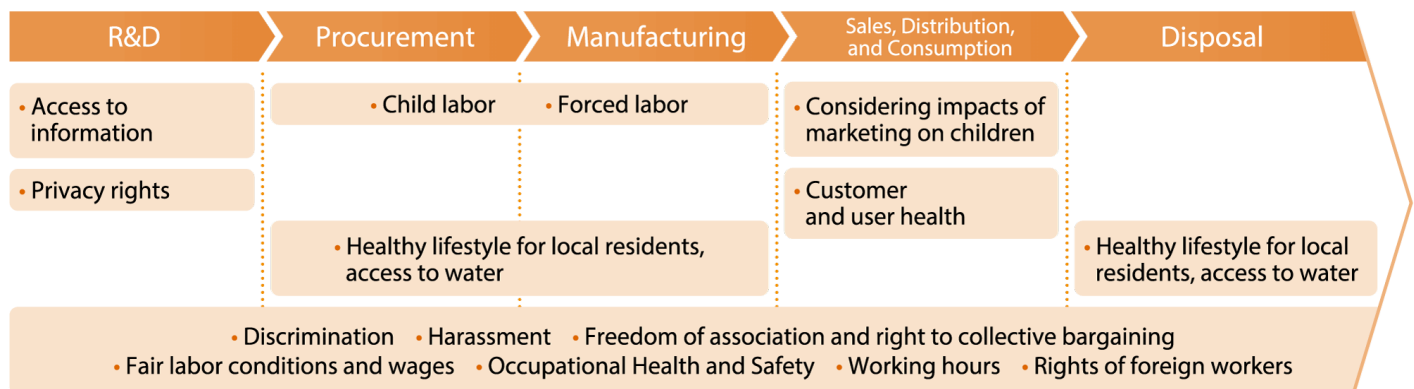 R&D
Procurement
Manufacturing
Sales, Distribution,
and Consumption
Disposal
• Access to
information
• Privacy rights
• Child labor • Forced labor
• Healthy lifestyle for local residents,
access to water
• Considering impacts of
marketing on children
• Customer
and user health
• Healthy lifestyle for local
residents, access to water
• Discrimination • Harassment • Freedom of association and right to collective bargaining
• Fair labor conditions and wages • Occupational Health and Safety • Working hours • Rights of foreign workers